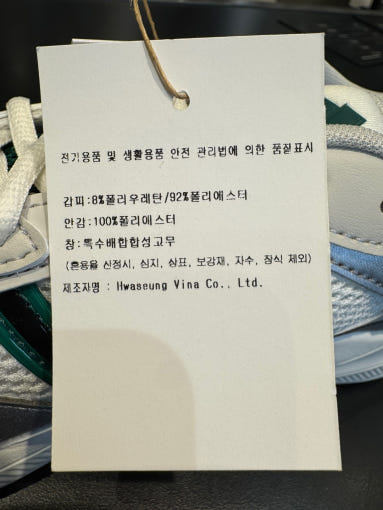 전기용품 및 생활용품 안전 관리법에 의한 품질표시
갑피:8%폴리우레탄/92%폴리에스터
안감:100%폴리에스터
창:특수배합합성고무
(혼용율 산정시, 심지, 상표, 보강재, 자수, 장식 제외)
제조자명 : Hwaseung Vina Co., Ltd.